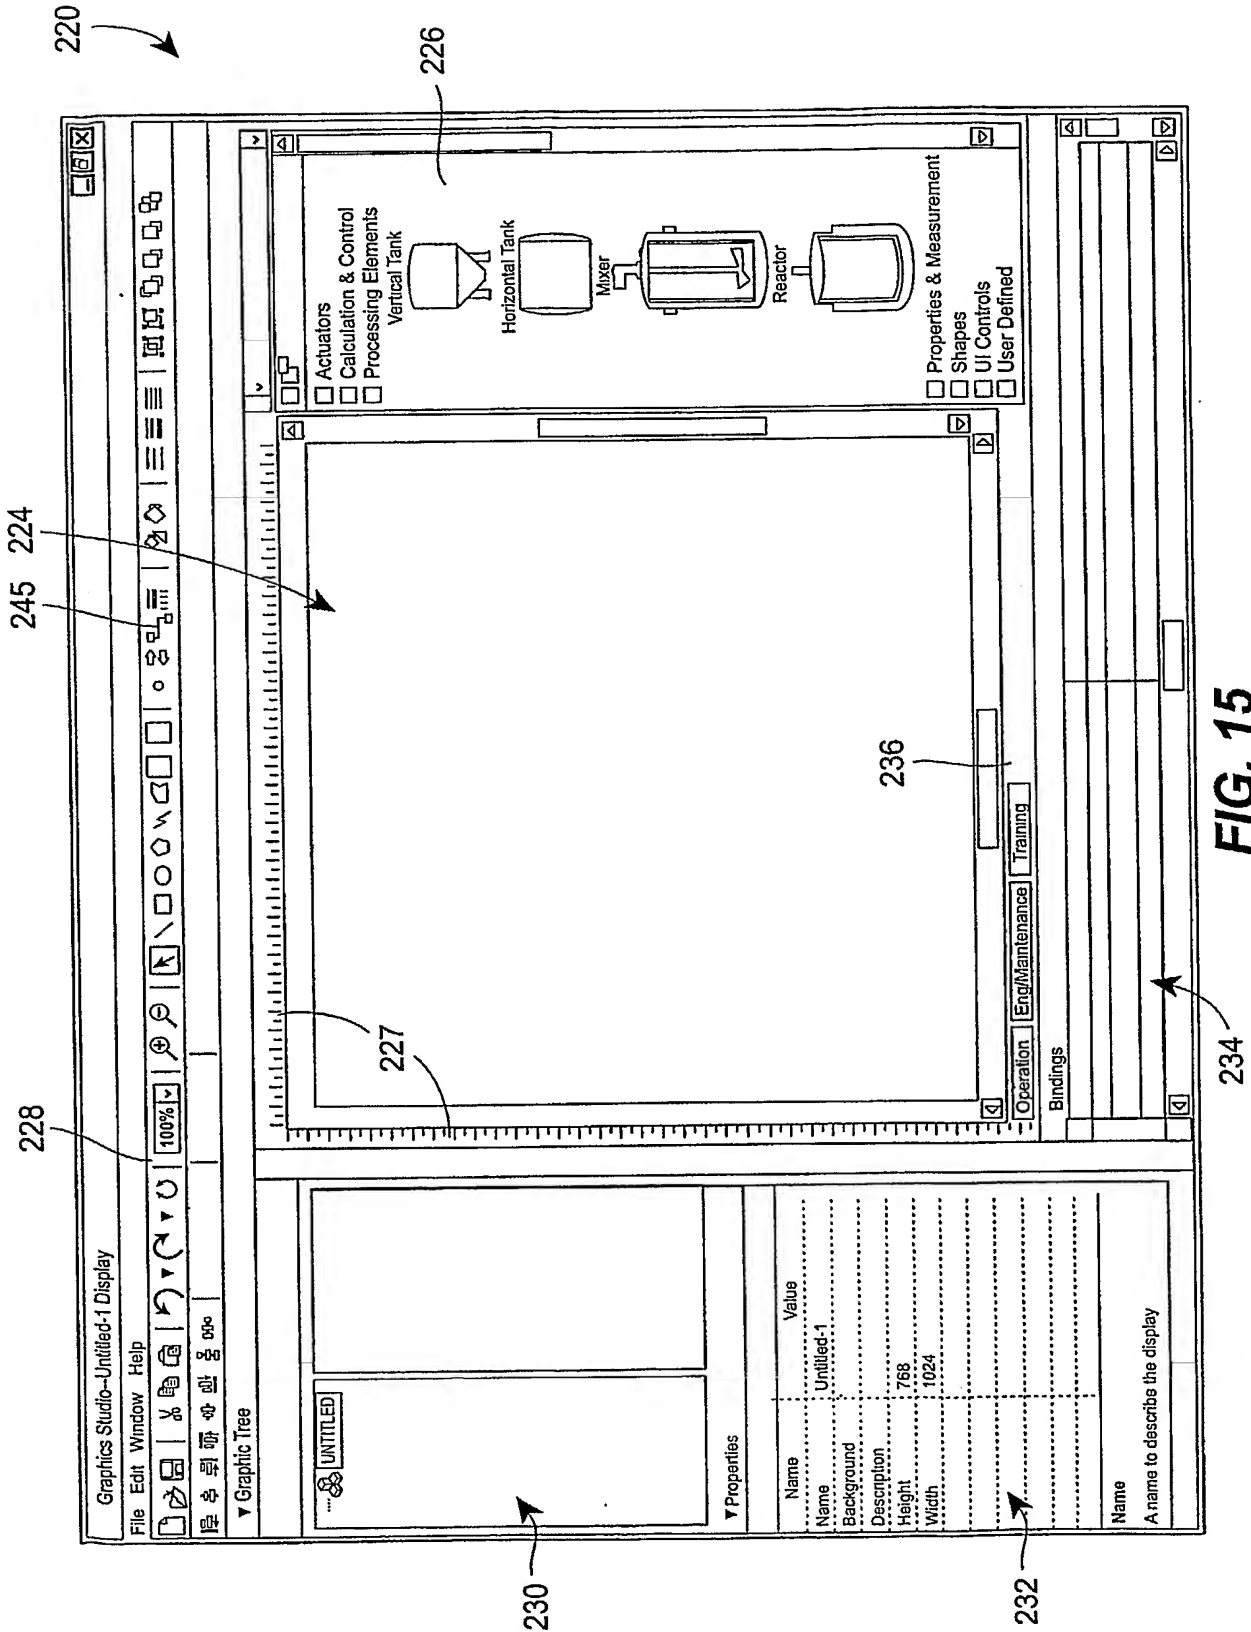 220
Graphics Studio--Untitled-1 Display
File Edit Window Help
228
245
224
100%
▾ Graphic Tree
UNTITLED
230
▾ Properties
Name Value
Name Untitled-1
Background
Description
Height 768
Width 1024
232
Name
A name to describe the display
227
236
Operation Eng/Maintenance Training
Bindings
234
226
Actuators
Calculation & Control
Processing Elements
Vertical Tank
Horizontal Tank
Mixer
Reactor
Properties & Measurement
Shapes
UI Controls
User Defined
FIG. 15